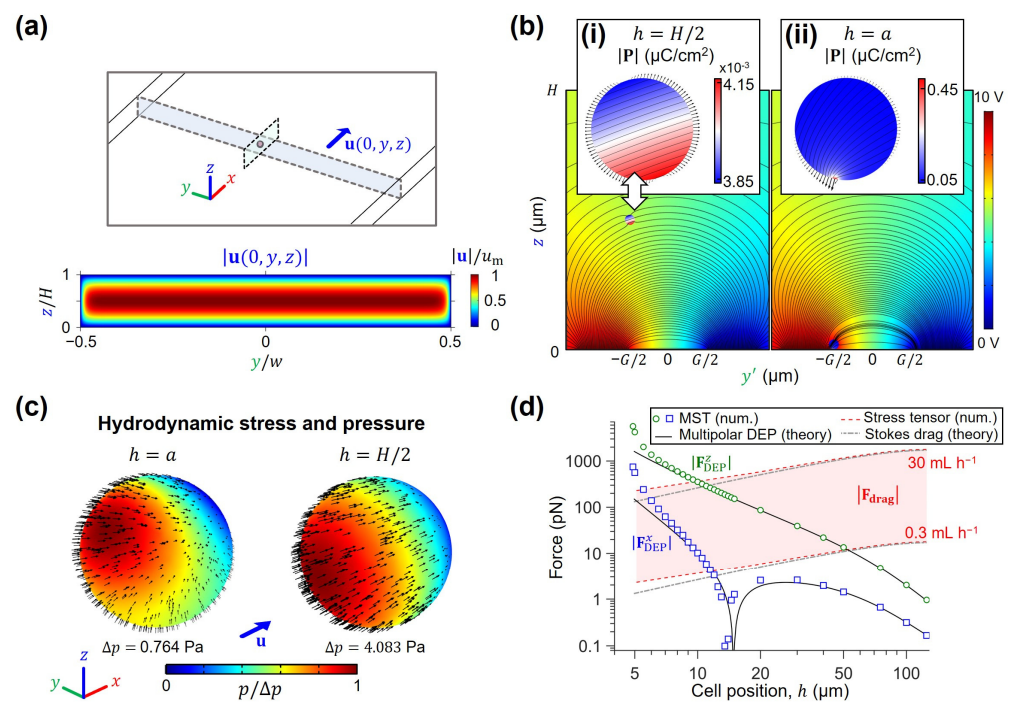 (a)
z
y
x
u(0, y, z)
|u(0, y, z)|
|u|/u_m
z/H
1
0
1
0.5
0
−0.5
0
0.5
y/w
(b)
(i)
h = H/2
|P| (μC/cm²)
x10⁻³
4.15
3.85
(ii)
h = a
|P| (μC/cm²)
0.45
0.05
H
z (μm)
0
10 V
0 V
−G/2
0
G/2
−G/2
0
G/2
y′ (μm)
(c)
Hydrodynamic stress and pressure
h = a
h = H/2
Δp = 0.764 Pa
u
Δp = 4.083 Pa
z
y
x
0
p/Δp
1
(d)
MST (num.)
Stress tensor (num.)
Multipolar DEP (theory)
Stokes drag (theory)
Force (pN)
1000
100
10
1
0.1
|F^z_DEP|
|F^x_DEP|
30 mL h⁻¹
|F_drag|
0.3 mL h⁻¹
5
10
20
50
100
Cell position, h (μm)